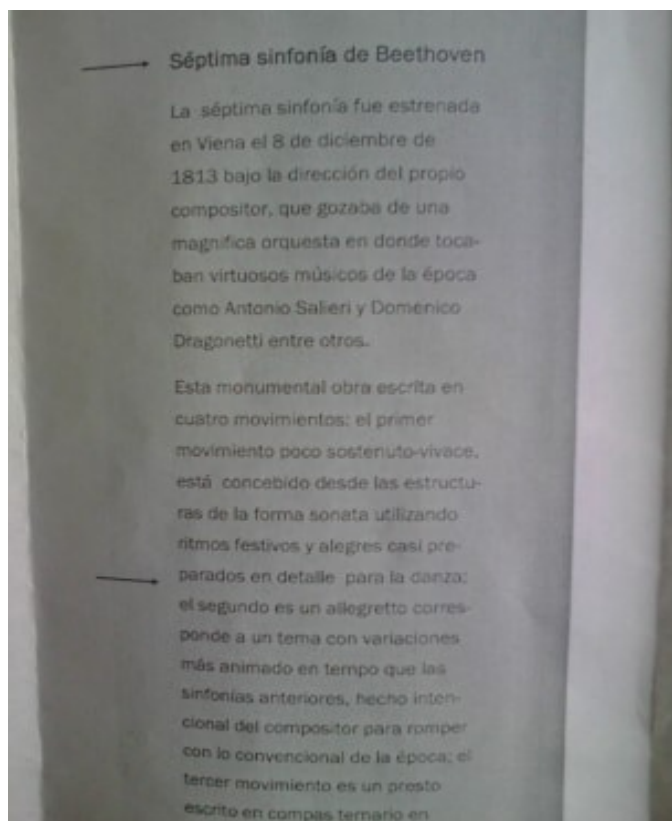 Séptima sinfonía de Beethoven
La séptima sinfonía fue estrenada
en Viena el 8 de diciembre de
1813 bajo la dirección del propio
compositor, que gozaba de una
magnifica orquesta en donde toca-
ban virtuosos músicos de la época
como Antonio Salieri y Domenico
Dragonetti entre otros.
Esta monumental obra escrita en
cuatro movimientos: el primer
movimiento poco sostenuto-vivace,
está concebido desde las estructu-
ras de la forma sonata utilizando
ritmos festivos y alegres casi pre-
parados en detalle para la danza;
el segundo es un allegretto corres-
ponde a un tema con variaciones
más animado en tempo que las
sinfonías anteriores, hecho inten-
cional del compositor para romper
con lo convencional de la época; el
tercer movimiento es un presto
escrito en compas ternario en